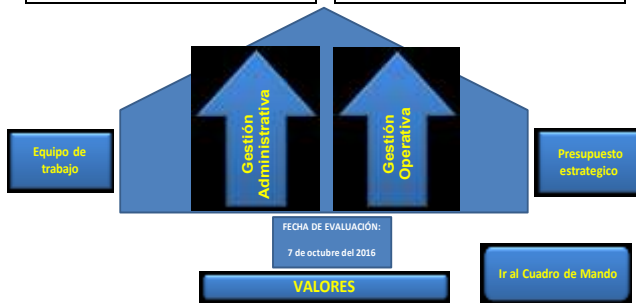 Gestión
Administrativa
Gestión
Operativa
Equipo de
trabajo
Presupuesto
estrategico
FECHA DE EVALUACIÓN:
7 de octubre del 2016
VALORES
Ir al Cuadro de Mando